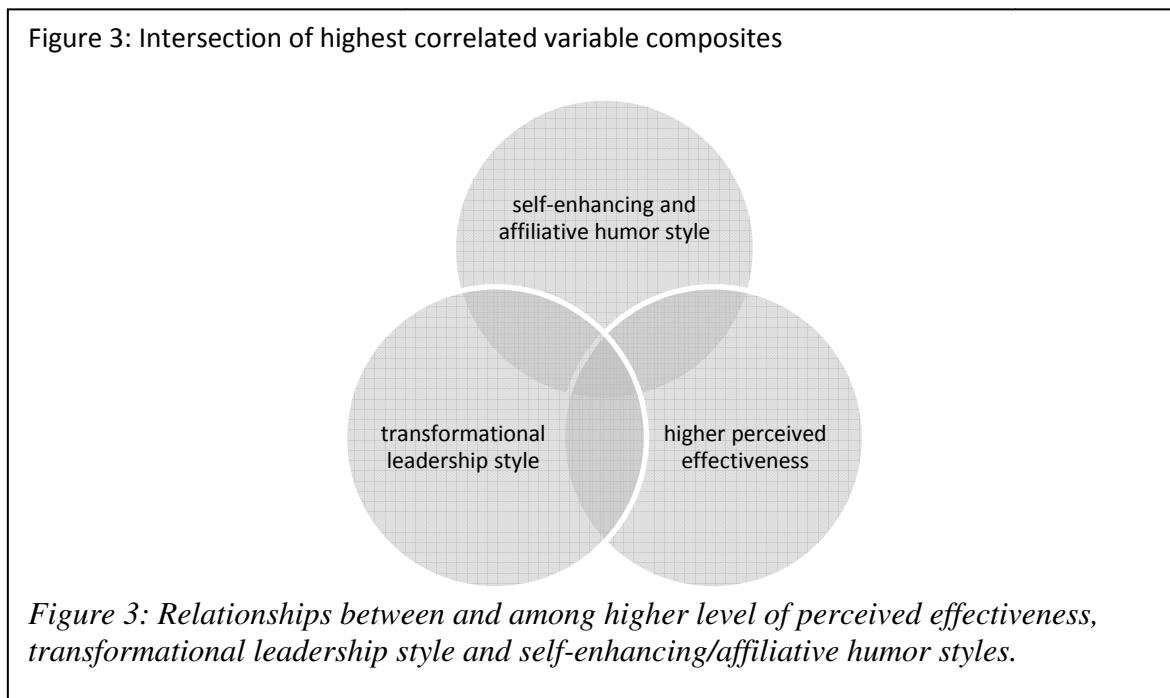 Figure 3: Intersection of highest correlated variable composites
self-enhancing and
affiliative humor style
transformational
leadership style
higher perceived
effectiveness
Figure 3: Relationships between and among higher level of perceived effectiveness,
transformational leadership style and self-enhancing/affiliative humor styles.